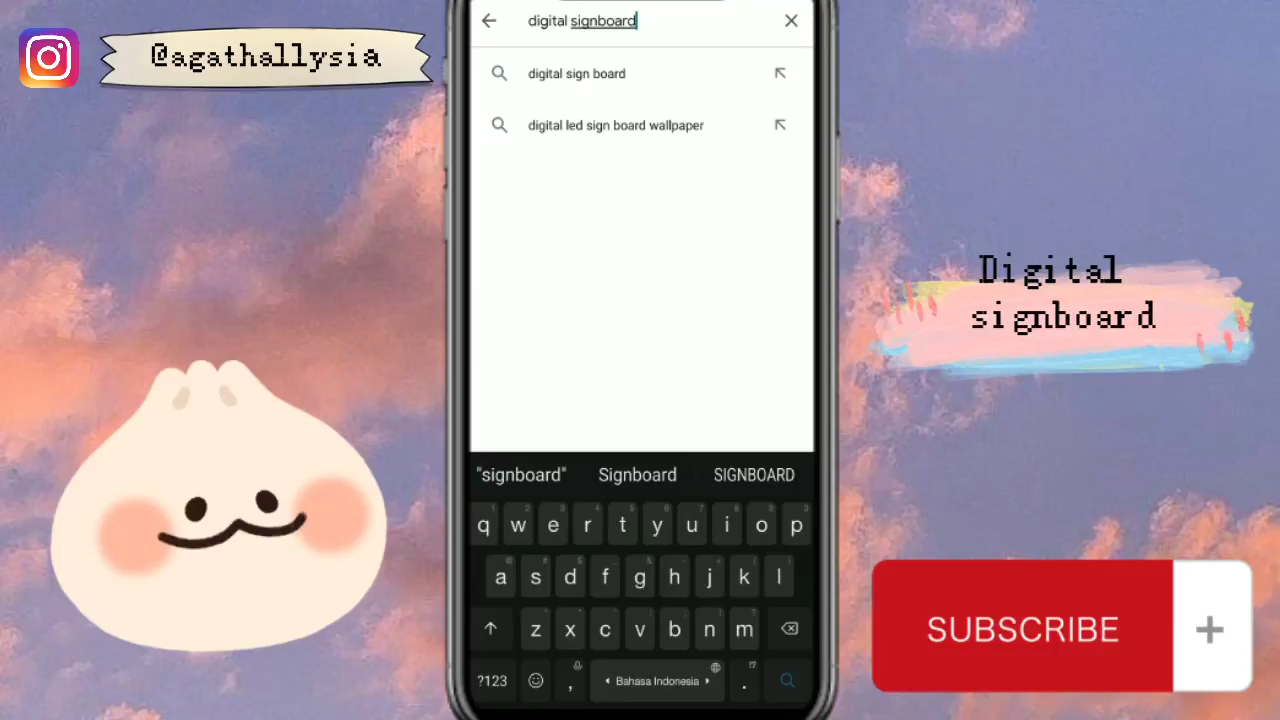 @agathallysia
digital signboard
digital sign board
digital led sign board wallpaper
Digital
signboard
"signboard" Signboard SIGNBOARD
q w e r t y u i o p
a s d f g h j k l
z x c v b n m
?123 , Bahasa Indonesia .
SUBSCRIBE +